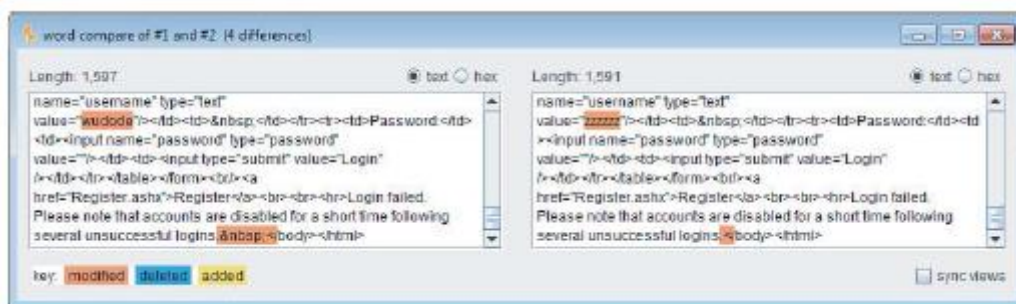 word compare of #1 and #2 (4 differences)
Length: 1,597 text hex
name="username" type="text"
value="wudode"/></td><td>&nbsp;</td></tr><tr><td>Password:</td>
<td><input name="password" type="password"
value=""/></td><td><input type="submit" value="Login"
/></td></tr></table></form><br/><a
href="Register.ashx">Register</a><br><br><hr>Login failed.
Please note that accounts are disabled for a short time following
several unsuccessful logins.&nbsp;</body></html>
Length: 1,591 text hex
name="username" type="text"
value="zzzzz"/></td><td>&nbsp;</td></tr><tr><td>Password:</td><td
><input name="password" type="password"
value=""/></td><td><input type="submit" value="Login"
/></td></tr></table></form><br/><a
href="Register.ashx">Register</a><br><br><hr>Login failed.
Please note that accounts are disabled for a short time following
several unsuccessful logins.<body></html>
key: modified deleted added
sync views